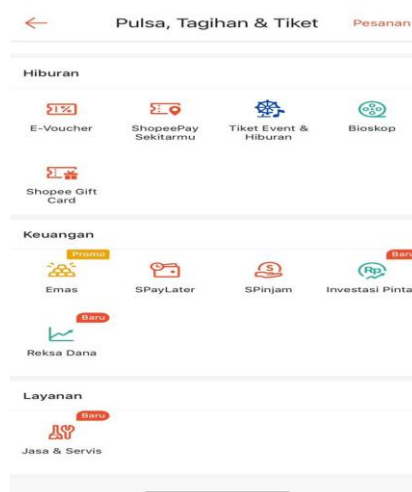 Pulsa, Tagihan & Tiket Pesanan
Hiburan
E-Voucher
ShopeePay
Sekitarmu
Tiket Event &
Hiburan
Bioskop
Shopee Gift
Card
Keuangan
Promo
Emas
SPayLater
SPinjam
Baru
Rp
Investasi Pinta
Baru
Reksa Dana
Layanan
Baru
Jasa & Servis